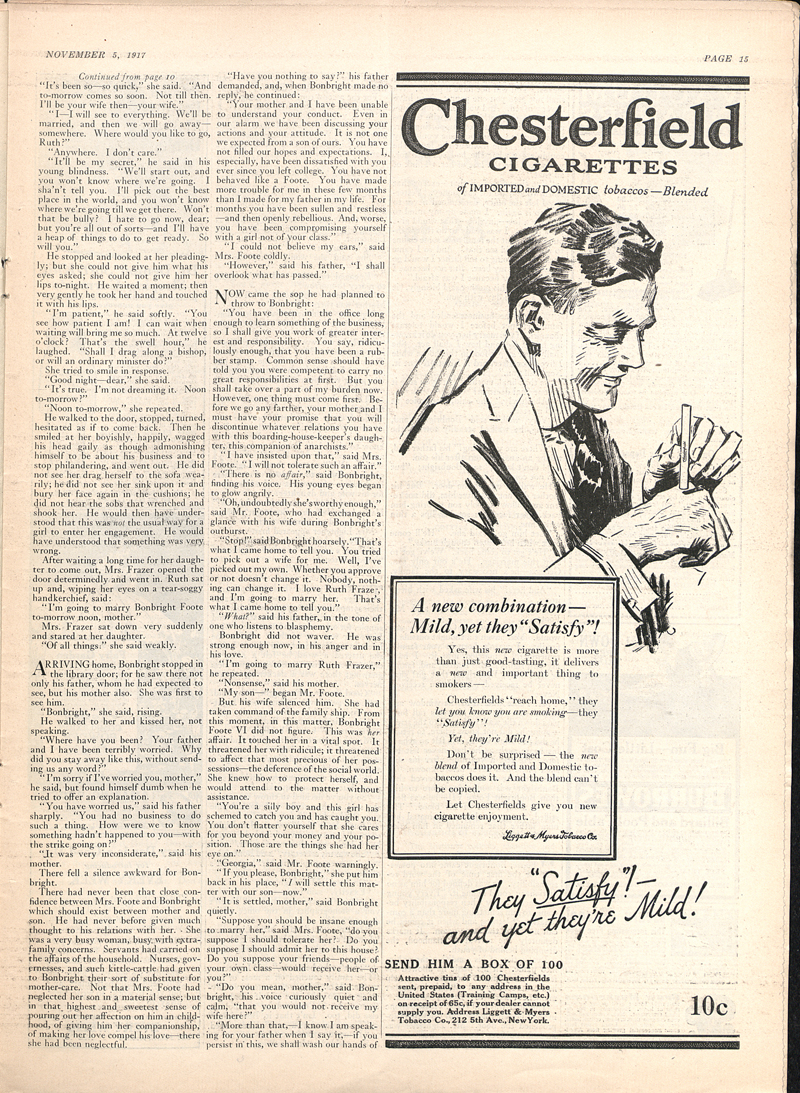 NOVEMBER 5, 1917
PAGE 15
Continued from page 10
"It's been so—so quick," she said. "And
to-morrow comes so soon. Not till then.
I'll be your wife then—your wife."
"I—I will see to everything. We'll be
married, and then we will go away—
somewhere. Where would you like to go,
Ruth?"
"Anywhere. I don't care."
"It'll be my secret," he said in his
young blindness. "We'll start out, and
you won't know where we're going. I
sha'n't tell you. I'll pick out the best
place in the world, and you won't know
where we're going till we get there. Won't
that be bully? I hate to go now, dear;
but you're all out of sorts—and I'll have
a heap of things to do to get ready. So
will you."
He stopped and looked at her pleading-
ly; but she could not give him what his
eyes asked; she could not give him her
lips to-night. He waited a moment; then
very gently he took her hand and touched
it with his lips.
"I'm patient," he said softly. "You
see how patient I am! I can wait when
waiting will bring me so much. At twelve
o'clock? That's the swell hour," he
laughed. "Shall I drag along a bishop,
or will an ordinary minister do?"
She tried to smile in response.
"Good night—dear," she said.
"It's true. I'm not dreaming it. Noon
to-morrow?"
"Noon to-morrow," she repeated.
He walked to the door, stopped, turned,
hesitated as if to come back. Then he
smiled at her boyishly, happily, wagged
his head gaily as though admonishing
himself to be about his business and to
stop philandering, and went out. He did
not see her drag herself to the sofa wea-
rily; he did not see her sink upon it and
bury her face again in the cushions; he
did not hear the sobs that wrenched and
shook her. He would then have under-
stood that this was not the usual way for a
girl to enter her engagement. He would
have understood that something was very
wrong.
After waiting a long time for her daugh-
ter to come out, Mrs. Frazer opened the
door determinedly and went in. Ruth sat
up and, wiping her eyes on a tear-soggy
handkerchief, said:
"I'm going to marry Bonbright Foote
to-morrow noon, mother."
Mrs. Frazer sat down very suddenly
and stared at her daughter.
"Of all things!" she said weakly.
ARRIVING home, Bonbright stopped in
the library door; for he saw there not
only his father, whom he had expected to
see, but his mother also. She was first to
see him.
"Bonbright," she said, rising.
He walked to her and kissed her, not
speaking.
"Where have you been? Your father
and I have been terribly worried. Why
did you stay away like this, without send-
ing us any word?"
"I'm sorry if I've worried you, mother,"
he said, but found himself dumb when he
tried to offer an explanation.
"You have worried us," said his father
sharply. "You had no business to do
such a thing. How were we to know
something hadn't happened to you—with
the strike going on?"
"It was very inconsiderate," said his
mother.
There fell a silence awkward for Bon-
bright.
There had never been that close con-
fidence between Mrs. Foote and Bonbright
which should exist between mother and
son. He had never before given much
thought to his relations with her. She
was a very busy woman, busy with extra-
family concerns. Servants had carried on
the affairs of the household. Nurses, gov-
ernesses, and such kittle-cattle had given
to Bonbright their sort of substitute for
mother-care. Not that Mrs. Foote had
neglected her son in a material sense; but
in that highest and sweetest sense of
pouring out her affection on him in child-
hood, of giving him her companionship,
of making her love compel his love—there
she had been neglectful.
"Have you nothing to say?" his father
demanded, and, when Bonbright made no
reply, he continued:
"Your mother and I have been unable
to understand your conduct. Even in
our alarm we have been discussing your
actions and your attitude. It is not one
we expected from a son of ours. You have
not filled our hopes and expectations. I,
especially, have been dissatisfied with you
ever since you left college. You have not
behaved like a Foote. You have made
more trouble for me in these few months
than I made for my father in my life. For
months you have been sullen and restless
—and then openly rebellious. And, worse,
you have been compromising yourself
with a girl not of your class."
"I could not believe my ears," said
Mrs. Foote coldly.
"However," said his father, "I shall
overlook what has passed."
NOW came the sop he had planned to
throw to Bonbright:
"You have been in the office long
enough to learn something of the business,
so I shall give you work of greater inter-
est and responsibility. You say, ridicu-
lously enough, that you have been a rub-
ber stamp. Common sense should have
told you you were competent to carry no
great responsibilities at first. But you
shall take over a part of my burden now.
However, one thing must come first. Be-
fore we go any farther, your mother and I
must have your promise that you will
discontinue whatever relations you have
with this boarding-house-keeper's daugh-
ter, this companion of anarchists."
"I have insisted upon that," said Mrs.
Foote. "I will not tolerate such an affair."
"There is no affair," said Bonbright,
finding his voice. His young eyes began
to glow angrily.
"Oh, undoubtedly she's worthy enough,"
said Mr. Foote, who had exchanged a
glance with his wife during Bonbright's
outburst.
"Stop!" said Bonbright hoarsely. "That's
what I came home to tell you. You tried
to pick out a wife for me. Well, I've
picked out my own. Whether you approve
or not doesn't change it. Nobody, noth-
ing can change it. I love Ruth Frazer,
and I'm going to marry her. That's
what I came home to tell you."
"What?" said his father, in the tone of
one who listens to blasphemy.
Bonbright did not waver. He was
strong enough now, in his anger and in
his love.
"I'm going to marry Ruth Frazer,"
he repeated.
"Nonsense," said his mother.
"My son—" began Mr. Foote.
But his wife silenced him. She had
taken command of the family ship. From
this moment, in this matter, Bonbright
Foote VI did not figure. This was her
affair. It touched her in a vital spot. It
threatened her with ridicule; it threatened
to affect that most precious of her pos-
sessions—the deference of the social world.
She knew how to protect herself, and
would attend to the matter without
assistance.
"You're a silly boy and this girl has
schemed to catch you and has caught you.
You don't flatter yourself that she cares
for you beyond your money and your po-
sition. Those are the things she had her
eye on."
"Georgia," said Mr. Foote warningly.
"If you please, Bonbright," she put him
back in his place, "I will settle this mat-
ter with our son—now."
"It is settled, mother," said Bonbright
quietly.
"Suppose you should be insane enough
to marry her," said Mrs. Foote, "do you
suppose I should tolerate her? Do you
suppose I should admit her to this house?
Do you suppose your friends—people of
your own class—would receive her—or
you?"
"Do you mean, mother," said Bon-
bright, his voice curiously quiet and
calm, "that you would not receive my
wife here?"
"More than that,—I know I am speak-
ing for your father when I say it,—if you
persist in this, we shall wash our hands of
Chesterfield
CIGARETTES
of IMPORTED and DOMESTIC tobaccos—Blended
A new combination—
Mild, yet they "Satisfy"!
Yes, this new cigarette is more
than just good-tasting, it delivers
a new and important thing to
smokers—
Chesterfields "reach home," they
let you know you are smoking—they
"Satisfy"!
Yet, they're Mild!
Don't be surprised—the new
blend of Imported and Domestic to-
baccos does it. And the blend can't
be copied.
Let Chesterfields give you new
cigarette enjoyment.
Liggett & Myers Tobacco Co.
They "Satisfy"!—
and yet they're Mild!
SEND HIM A BOX OF 100
Attractive tins of 100 Chesterfields
sent, prepaid, to any address in the
United States (Training Camps, etc.)
on receipt of 65c, if your dealer cannot
supply you. Address Liggett & Myers
Tobacco Co., 212 5th Ave., New York.
10c